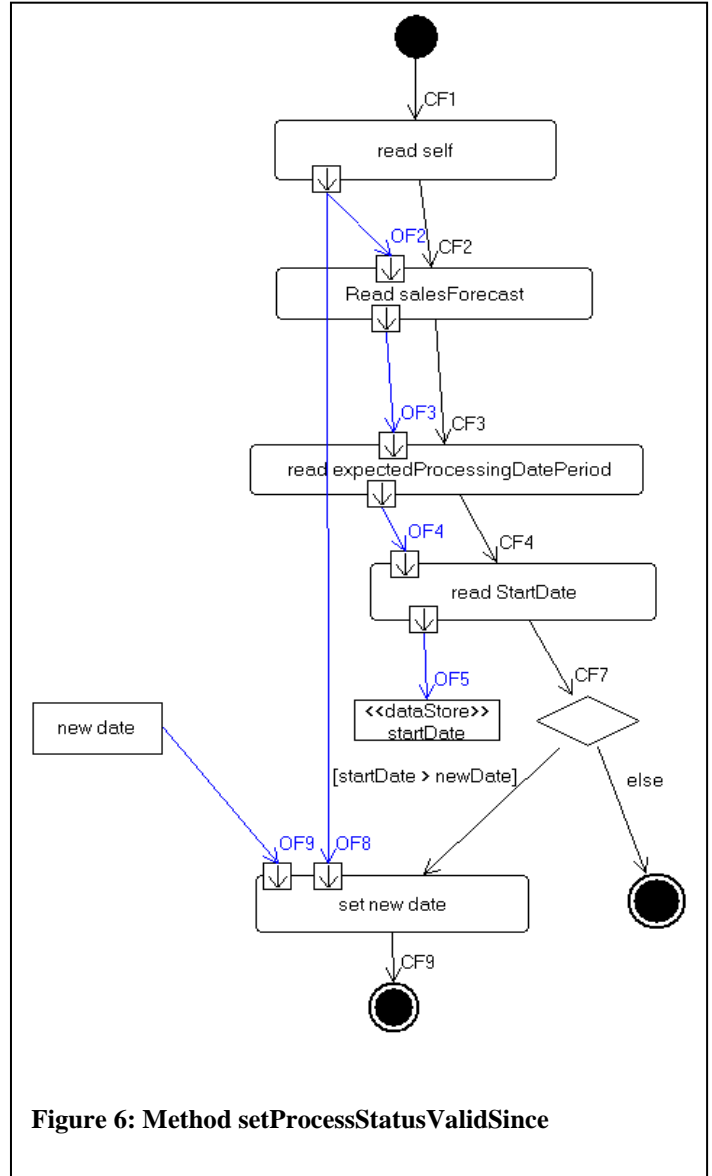 CF1
read self
OF2
CF2
Read salesForecast
OF3
CF3
read expectedProcessingDatePeriod
OF4
CF4
read StartDate
OF5
CF7
<<dataStore>>
startDate
new date
[startDate > newDate]
else
OF9
OF8
set new date
CF9
Figure 6: Method setProcessStatusValidSince